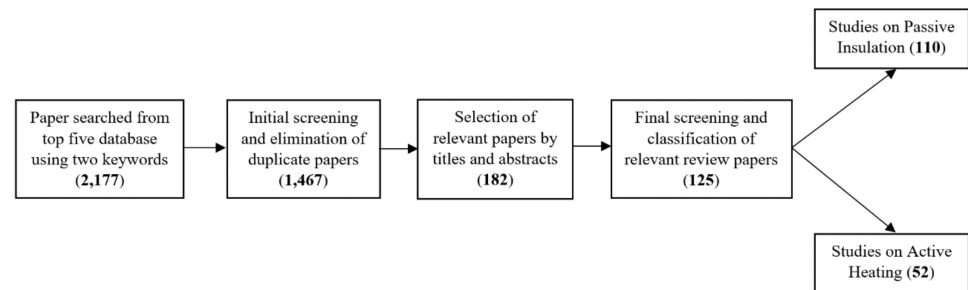 Paper searched from
top five database
using two keywords
(2,177)
Initial screening
and elimination of
duplicate papers
(1,467)
Selection of
relevant papers by
titles and abstracts
(182)
Final screening and
classification of
relevant review papers
(125)
Studies on Passive
Insulation (110)
Studies on Active
Heating (52)